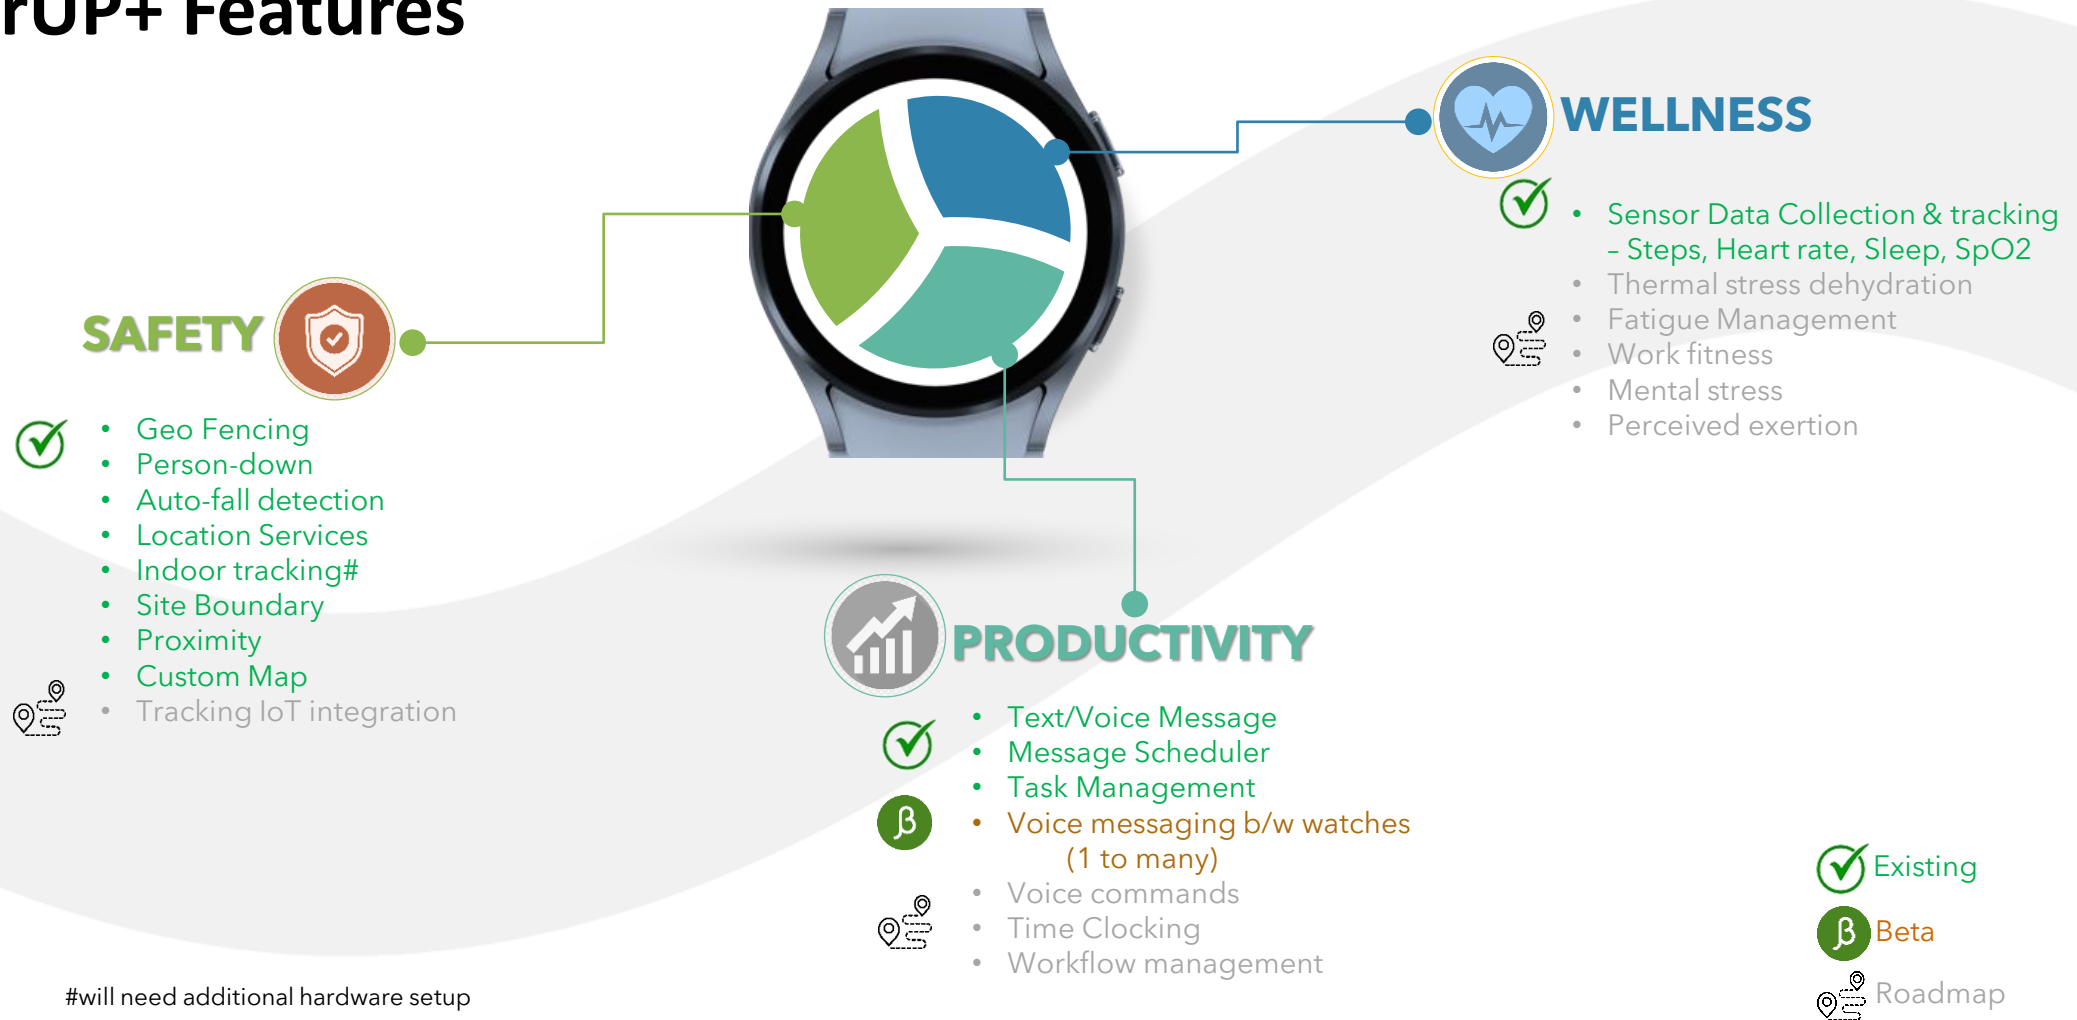 rUP+ Features
WELLNESS
• Sensor Data Collection & tracking
– Steps, Heart rate, Sleep, SpO2
• Thermal stress dehydration
• Fatigue Management
• Work fitness
• Mental stress
• Perceived exertion
SAFETY
• Geo Fencing
• Person-down
• Auto-fall detection
• Location Services
• Indoor tracking#
• Site Boundary
• Proximity
• Custom Map
• Tracking IoT integration
PRODUCTIVITY
• Text/Voice Message
• Message Scheduler
• Task Management
β
• Voice messaging b/w watches
(1 to many)
• Voice commands
• Time Clocking
• Workflow management
Existing
β Beta
Roadmap
#will need additional hardware setup